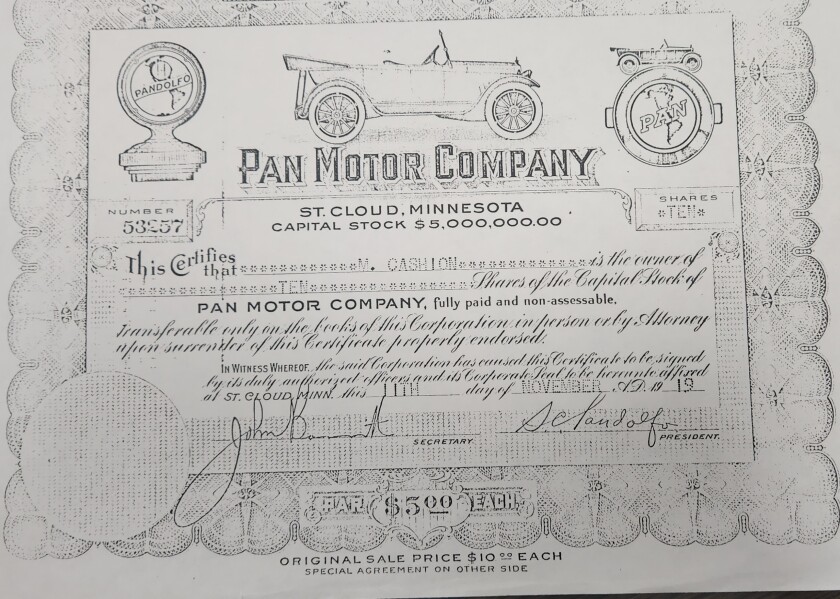 PANDOLFO
PAN
PAN MOTOR COMPANY
NUMBER
53257
ST. CLOUD, MINNESOTA
CAPITAL STOCK $5,000,000.00
SHARES
*TEN*
This Certifies that M. CASHION is the owner of
TEN Shares of the Capital Stock of
PAN MOTOR COMPANY, fully paid and non-assessable.
Transferable only on the books of this Corporation in person or by Attorney
upon surrender of this Certificate properly endorsed.
IN WITNESS WHEREOF, the said Corporation has caused this Certificate to be signed
by its duly authorized officers and its Corporate Seal to be hereunto affixed
at ST. CLOUD, MINN. this 11TH day of NOVEMBER A.D. 19 19
S.C. Pandolfo
SECRETARY.
PRESIDENT.
PAR $5.00 EACH
ORIGINAL SALE PRICE $10.00 EACH
SPECIAL AGREEMENT ON OTHER SIDE